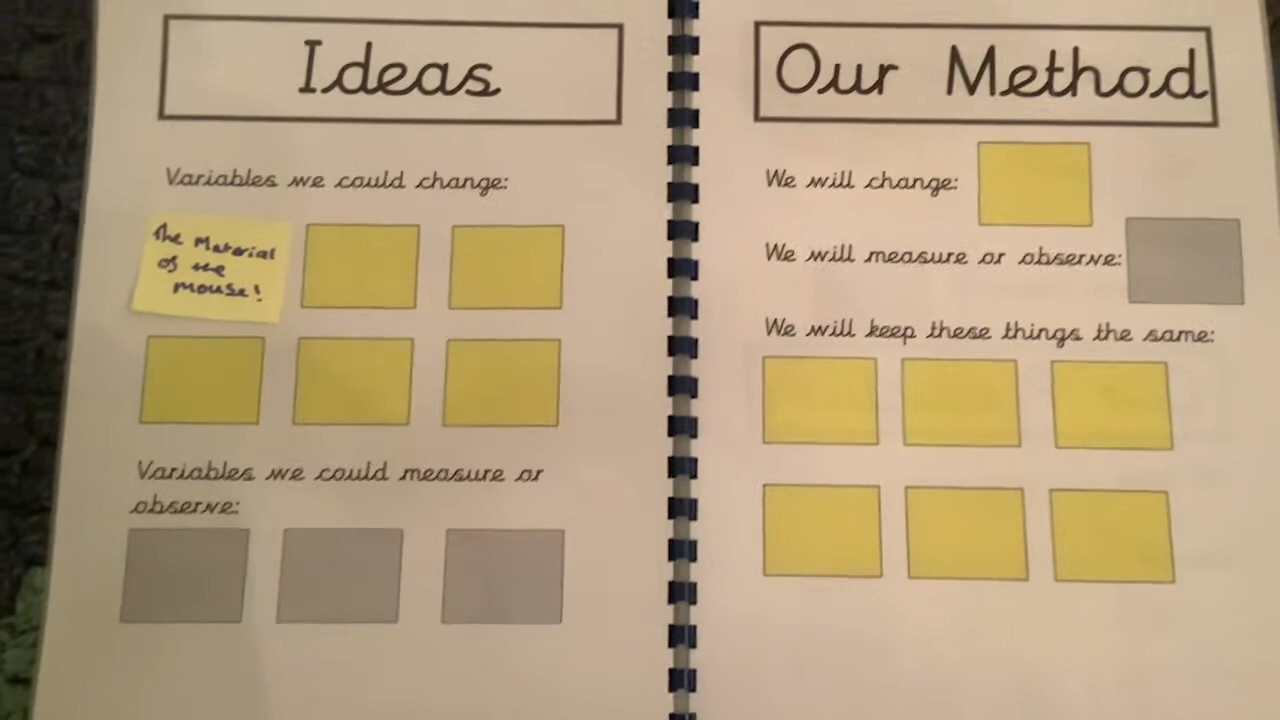 Ideas
Variables we could change:
The Material
of the
Mouse!
Variables we could measure or
observe:
Our Method
We will change:
We will measure or observe:
We will keep these things the same: